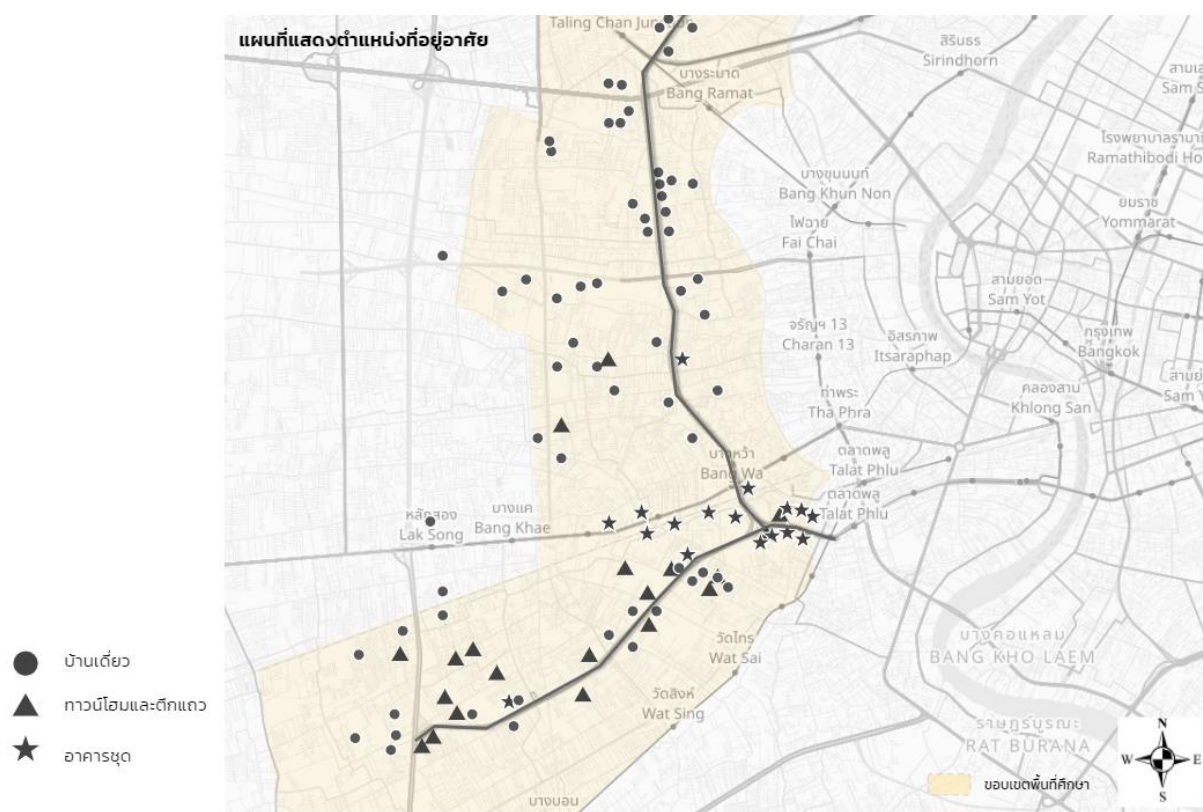 แผนที่แสดงตำแหน่งที่อยู่อาศัย
Taling Chan Jun
สิรินธร
Sirindhorn
บางระมาด
Bang Ramat
โรงพยาบาลรามาธิ
Ramathibodi Ho
บางขุนนนท์
Bang Khun Non
ยมราช
Yommarat
ไฟฉาย
Fai Chai
สามยอด
Sam Yot
จรัญฯ 13
Charan 13
อิสรภาพ
Itsaraphap
กรุงเทพ
Bangkok
คลองสาน
Khlong San
ท่าพระ
Tha Phra
บางหว้า
Bang Wa
ตลาดพลู
Talat Phlu
ตลาดพลู
Talat Phlu
หลักสอง
Lak Song
บางแค
Bang Khae
วัดไทร
Wat Sai
บางคอแหลม
BANG KHO LAEM
วัดสิงห์
Wat Sing
ราษฎร์บูรณะ
RAT BURANA
บางบอน
บ้านเดี่ยว
ทาวน์โฮมและตึกแถว
อาคารชุด
ขอบเขตพื้นที่ศึกษา
N
W E
S